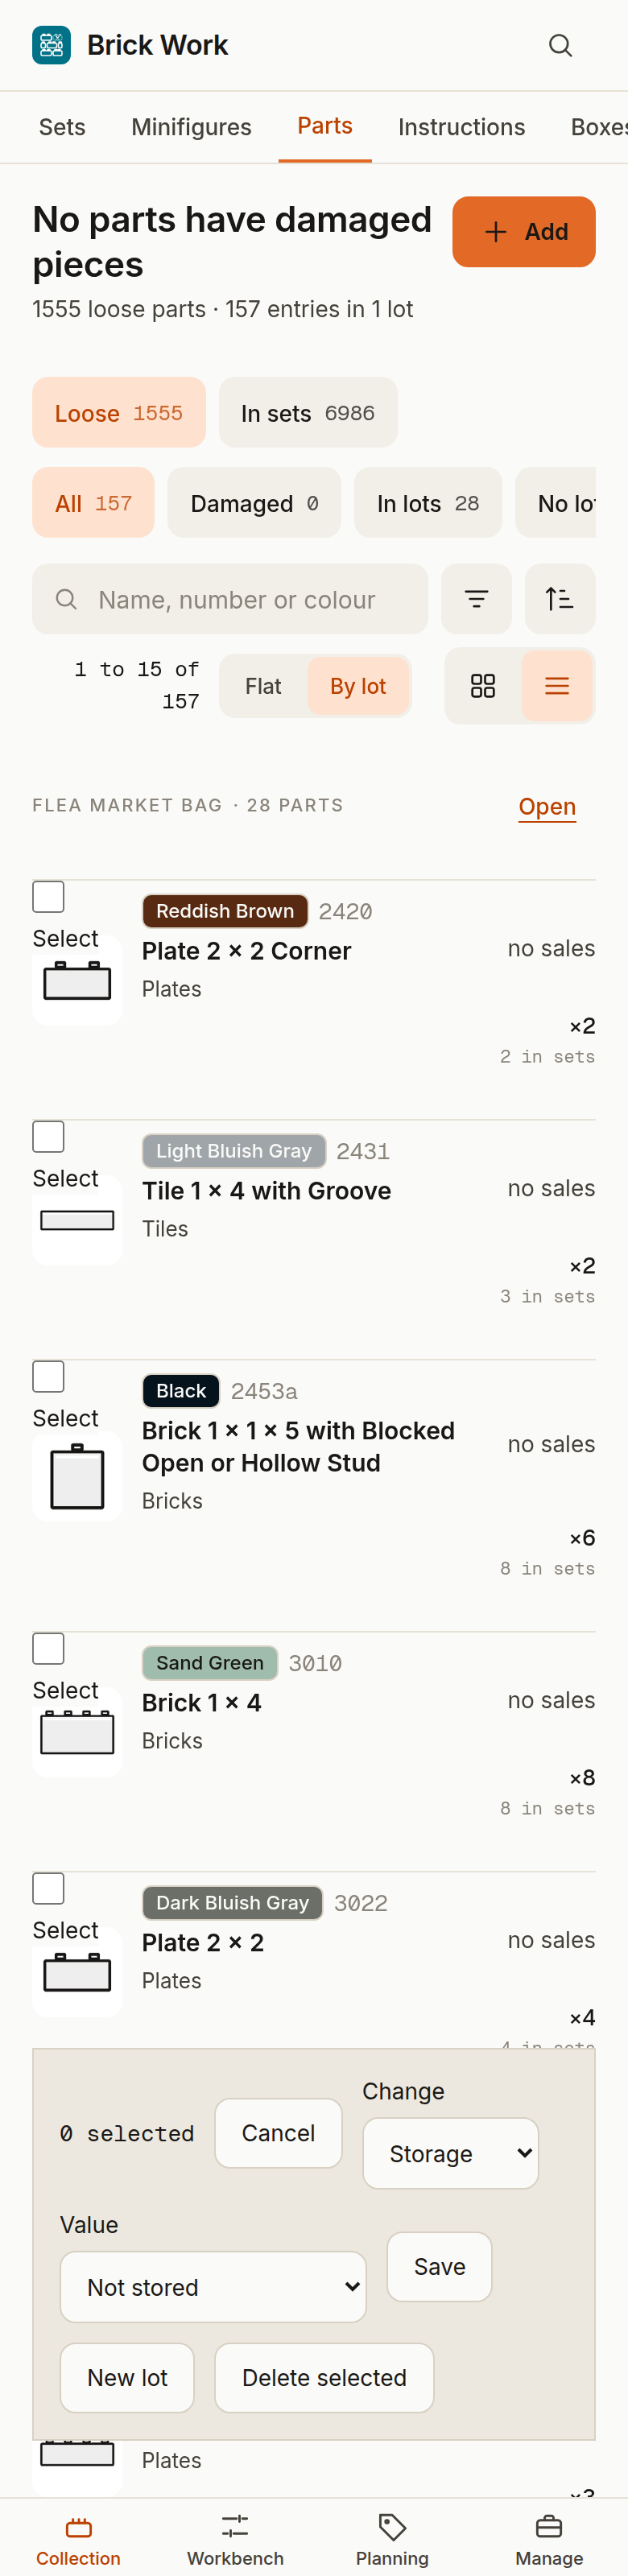 Brick Work
Sets Minifigures Parts Instructions Boxes
No parts have damaged
pieces
Add
1555 loose parts · 157 entries in 1 lot
Loose 1555 In sets 6986
All 157 Damaged 0 In lots 28 No lot
Name, number or colour
1 to 15 of
157
Flat By lot
FLEA MARKET BAG · 28 PARTS Open
Select
Reddish Brown 2420
Plate 2 × 2 Corner
Plates
no sales
×2
2 in sets
Select
Light Bluish Gray 2431
Tile 1 × 4 with Groove
Tiles
no sales
×2
3 in sets
Select
Black 2453a
Brick 1 × 1 × 5 with Blocked
Open or Hollow Stud
Bricks
no sales
×6
8 in sets
Select
Sand Green 3010
Brick 1 × 4
Bricks
no sales
×8
8 in sets
Select
Dark Bluish Gray 3022
Plate 2 × 2
Plates
no sales
×4
4 in sets
0 selected Cancel
Change
Storage
Value
Not stored
Save
New lot Delete selected
Plates
×3
Collection Workbench Planning Manage